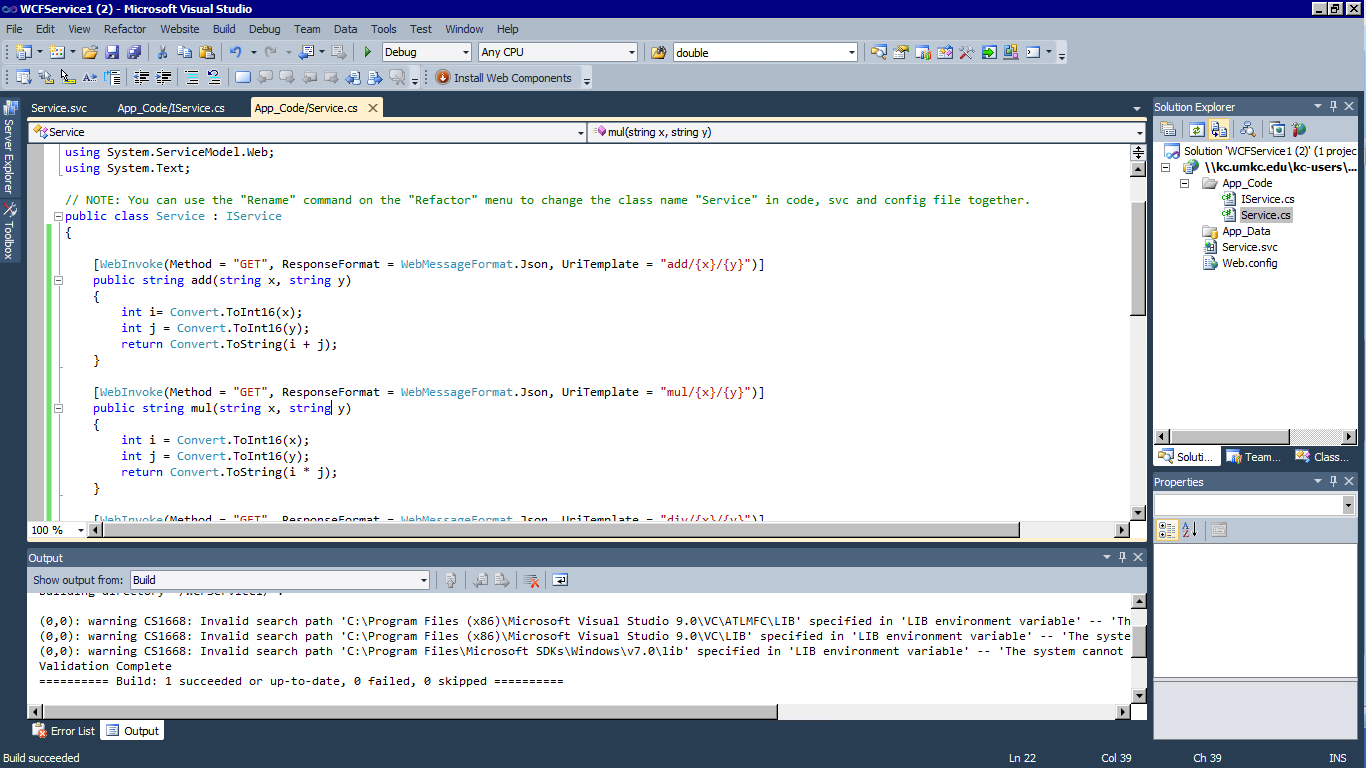 WCFService1 (2) - Microsoft Visual Studio
File Edit View Refactor Website Build Debug Team Data Tools Test Window Help
Debug Any CPU double
Install Web Components
Service.svc App_Code/IService.cs App_Code/Service.cs
Service mul(string x, string y)
Server Explorer
Toolbox
using System.ServiceModel.Web;
using System.Text;
// NOTE: You can use the "Rename" command on the "Refactor" menu to change the class name "Service" in code, svc and config file together.
public class Service : IService
{
[WebInvoke(Method = "GET", ResponseFormat = WebMessageFormat.Json, UriTemplate = "add/{x}/{y}")]
public string add(string x, string y)
{
int i= Convert.ToInt16(x);
int j = Convert.ToInt16(y);
return Convert.ToString(i + j);
}
[WebInvoke(Method = "GET", ResponseFormat = WebMessageFormat.Json, UriTemplate = "mul/{x}/{y}")]
public string mul(string x, string y)
{
int i = Convert.ToInt16(x);
int j = Convert.ToInt16(y);
return Convert.ToString(i * j);
}
[WebInvoke(Method = "GET", ResponseFormat = WebMessageFormat.Json, UriTemplate = "div/{x}/{y}")]
100 %
Output
Show output from: Build
Building directory '/WCFService1/'.
(0,0): warning CS1668: Invalid search path 'C:\Program Files (x86)\Microsoft Visual Studio 9.0\VC\ATLMFC\LIB' specified in 'LIB environment variable' -- 'Th
(0,0): warning CS1668: Invalid search path 'C:\Program Files (x86)\Microsoft Visual Studio 9.0\VC\LIB' specified in 'LIB environment variable' -- 'The syste
(0,0): warning CS1668: Invalid search path 'C:\Program Files\Microsoft SDKs\Windows\v7.0\lib' specified in 'LIB environment variable' -- 'The system cannot
Validation Complete
========== Build: 1 succeeded or up-to-date, 0 failed, 0 skipped ==========
Error List Output
Solution Explorer
Solution 'WCFService1 (2)' (1 projec
\\kc.umkc.edu\kc-users\...
App_Code
IService.cs
Service.cs
App_Data
Service.svc
Web.config
Soluti... Team... Class...
Properties
Build succeeded Ln 22 Col 39 Ch 39 INS